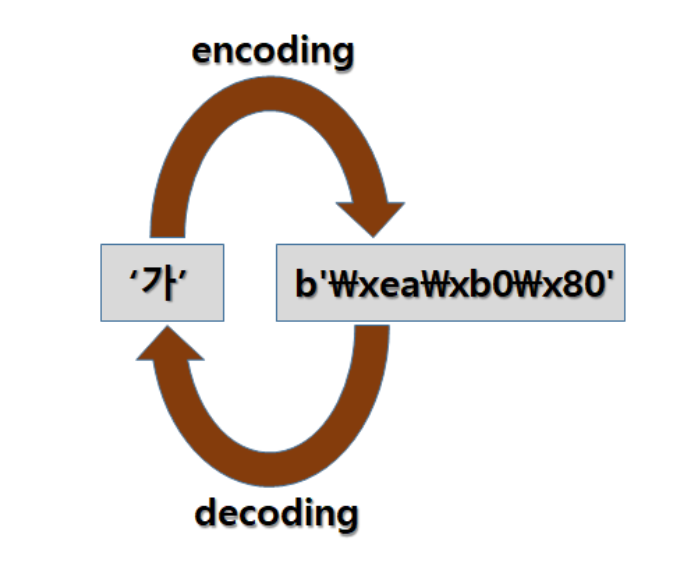 encoding
‘가’
b'₩xea₩xb0₩x80'
decoding